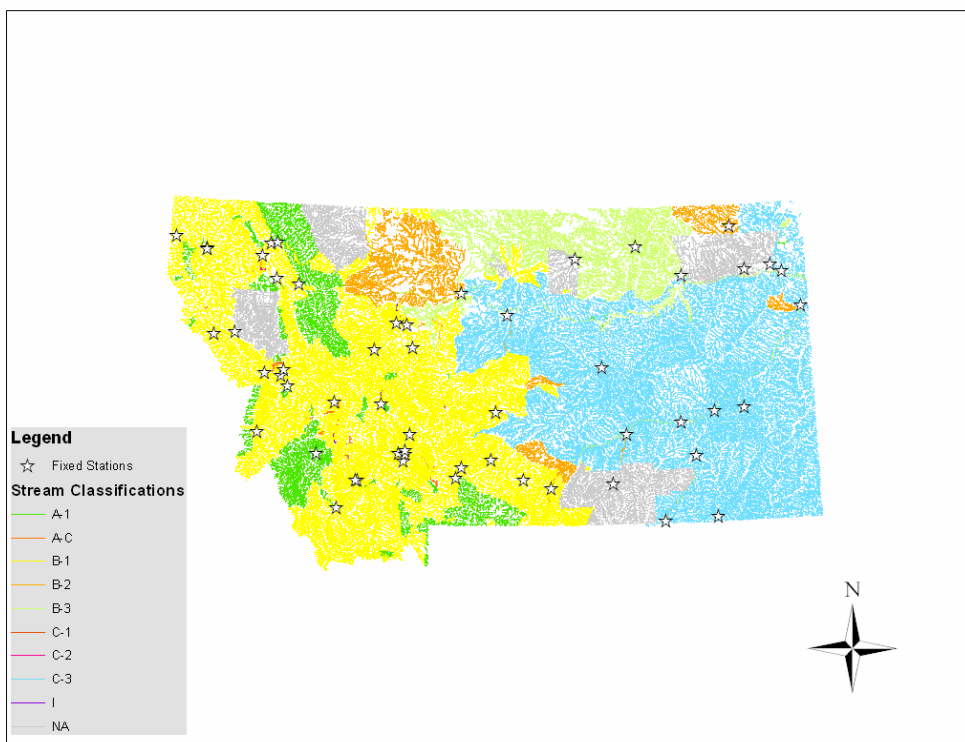 Legend
Fixed Stations
Stream Classifications
A-1
A-C
B-1
B-2
B-3
C-1
C-2
C-3
I
NA
N